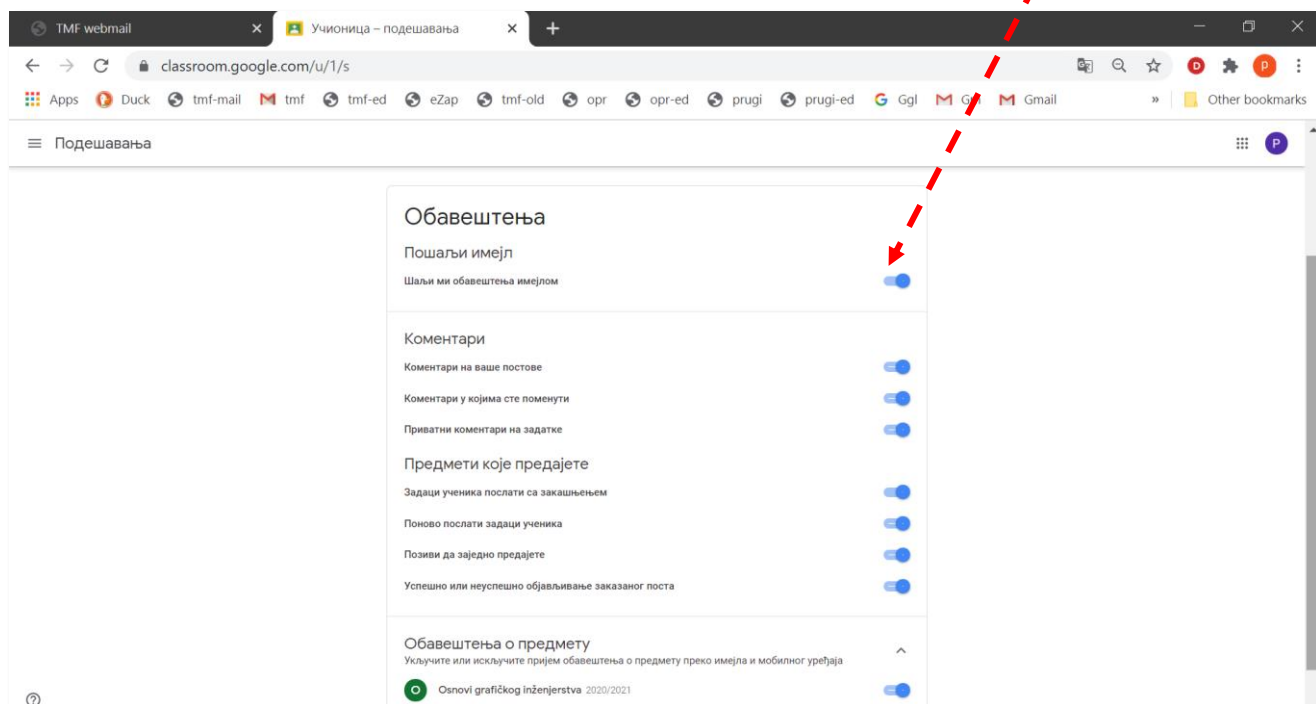 TMF webmail
Учионица – подешавања
classroom.google.com/u/1/s
Apps Duck tmf-mail tmf tmf-ed eZap tmf-old opr opr-ed prugi prugi-ed Ggl Gmail » Other bookmarks
Подешавања
P
Обавештења
Пошаљи имејл
Шаљи ми обавештења имејлом
Коментари
Коментари на ваше постове
Коментари у којима сте поменути
Приватни коментари на задатке
Предмети које предајете
Задаци ученика послати са закашњењем
Поново послати задаци ученика
Позиви да заједно предајете
Успешно или неуспешно објављивање заказаног поста
Обавештења о предмету
Укључите или искључите пријем обавештења о предмету преко имејла и мобилног уређаја
O Osnovi grafičkog inženjerstva 2020/2021